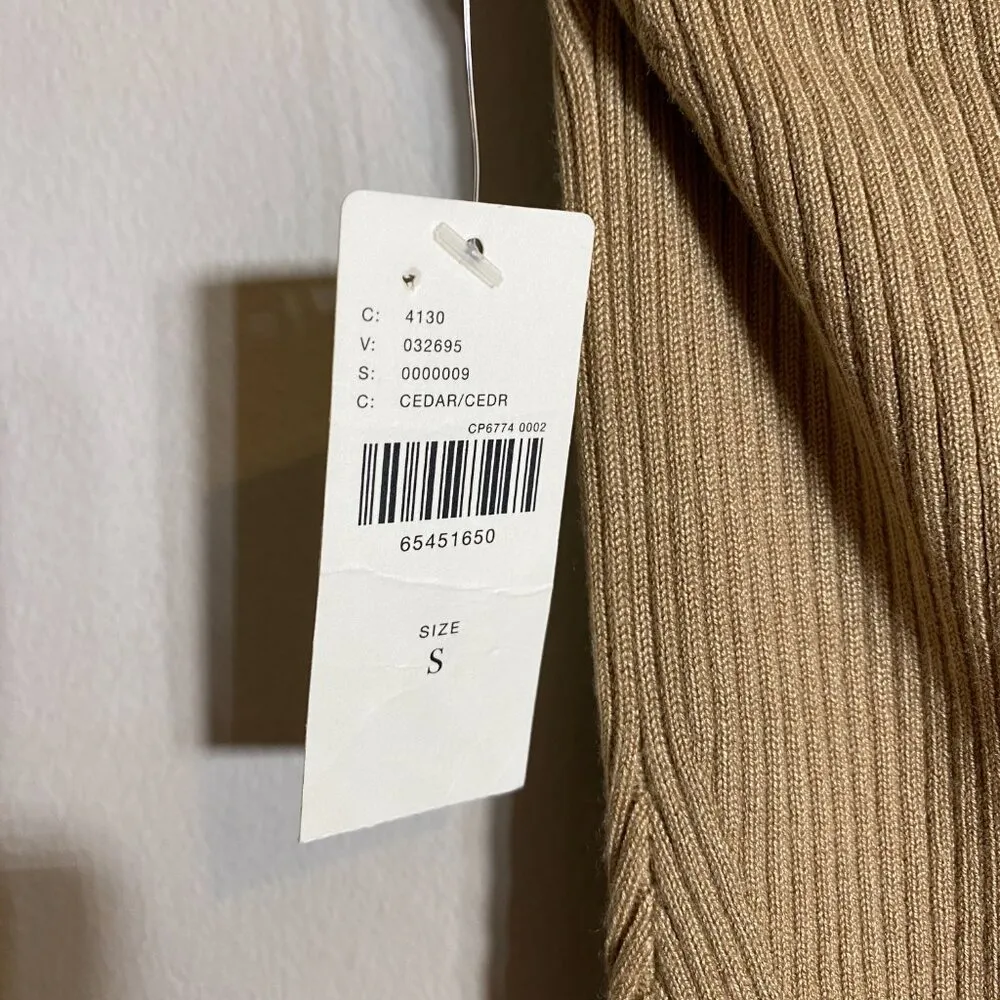 C: 4130
V: 032695
S: 0000009
C: CEDAR/CEDR
CP6774 0002
65451650
SIZE
S